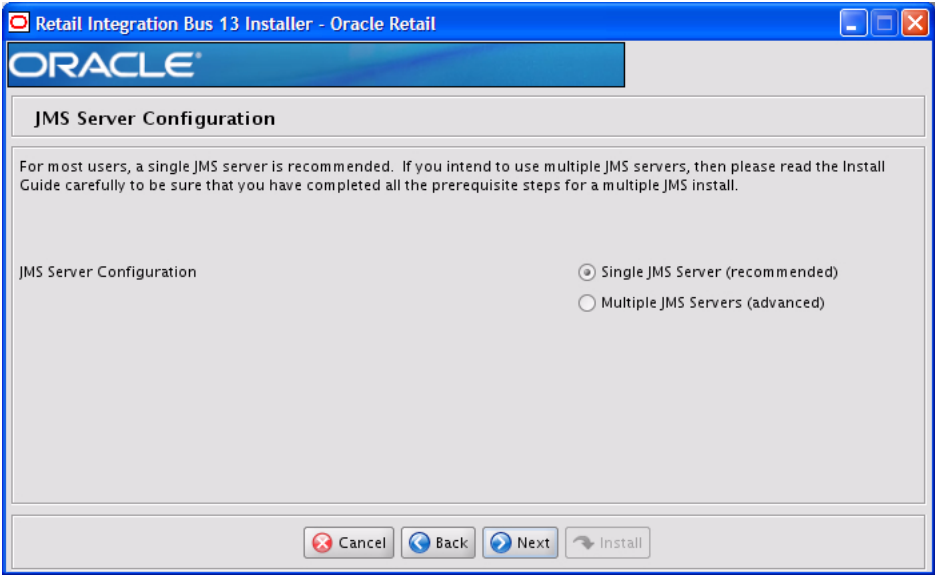 Retail Integration Bus 13 Installer - Oracle Retail
ORACLE
JMS Server Configuration
For most users, a single JMS server is recommended. If you intend to use multiple JMS servers, then please read the Install
Guide carefully to be sure that you have completed all the prerequisite steps for a multiple JMS install.
JMS Server Configuration
Single JMS Server (recommended)
Multiple JMS Servers (advanced)
Cancel Back Next Install